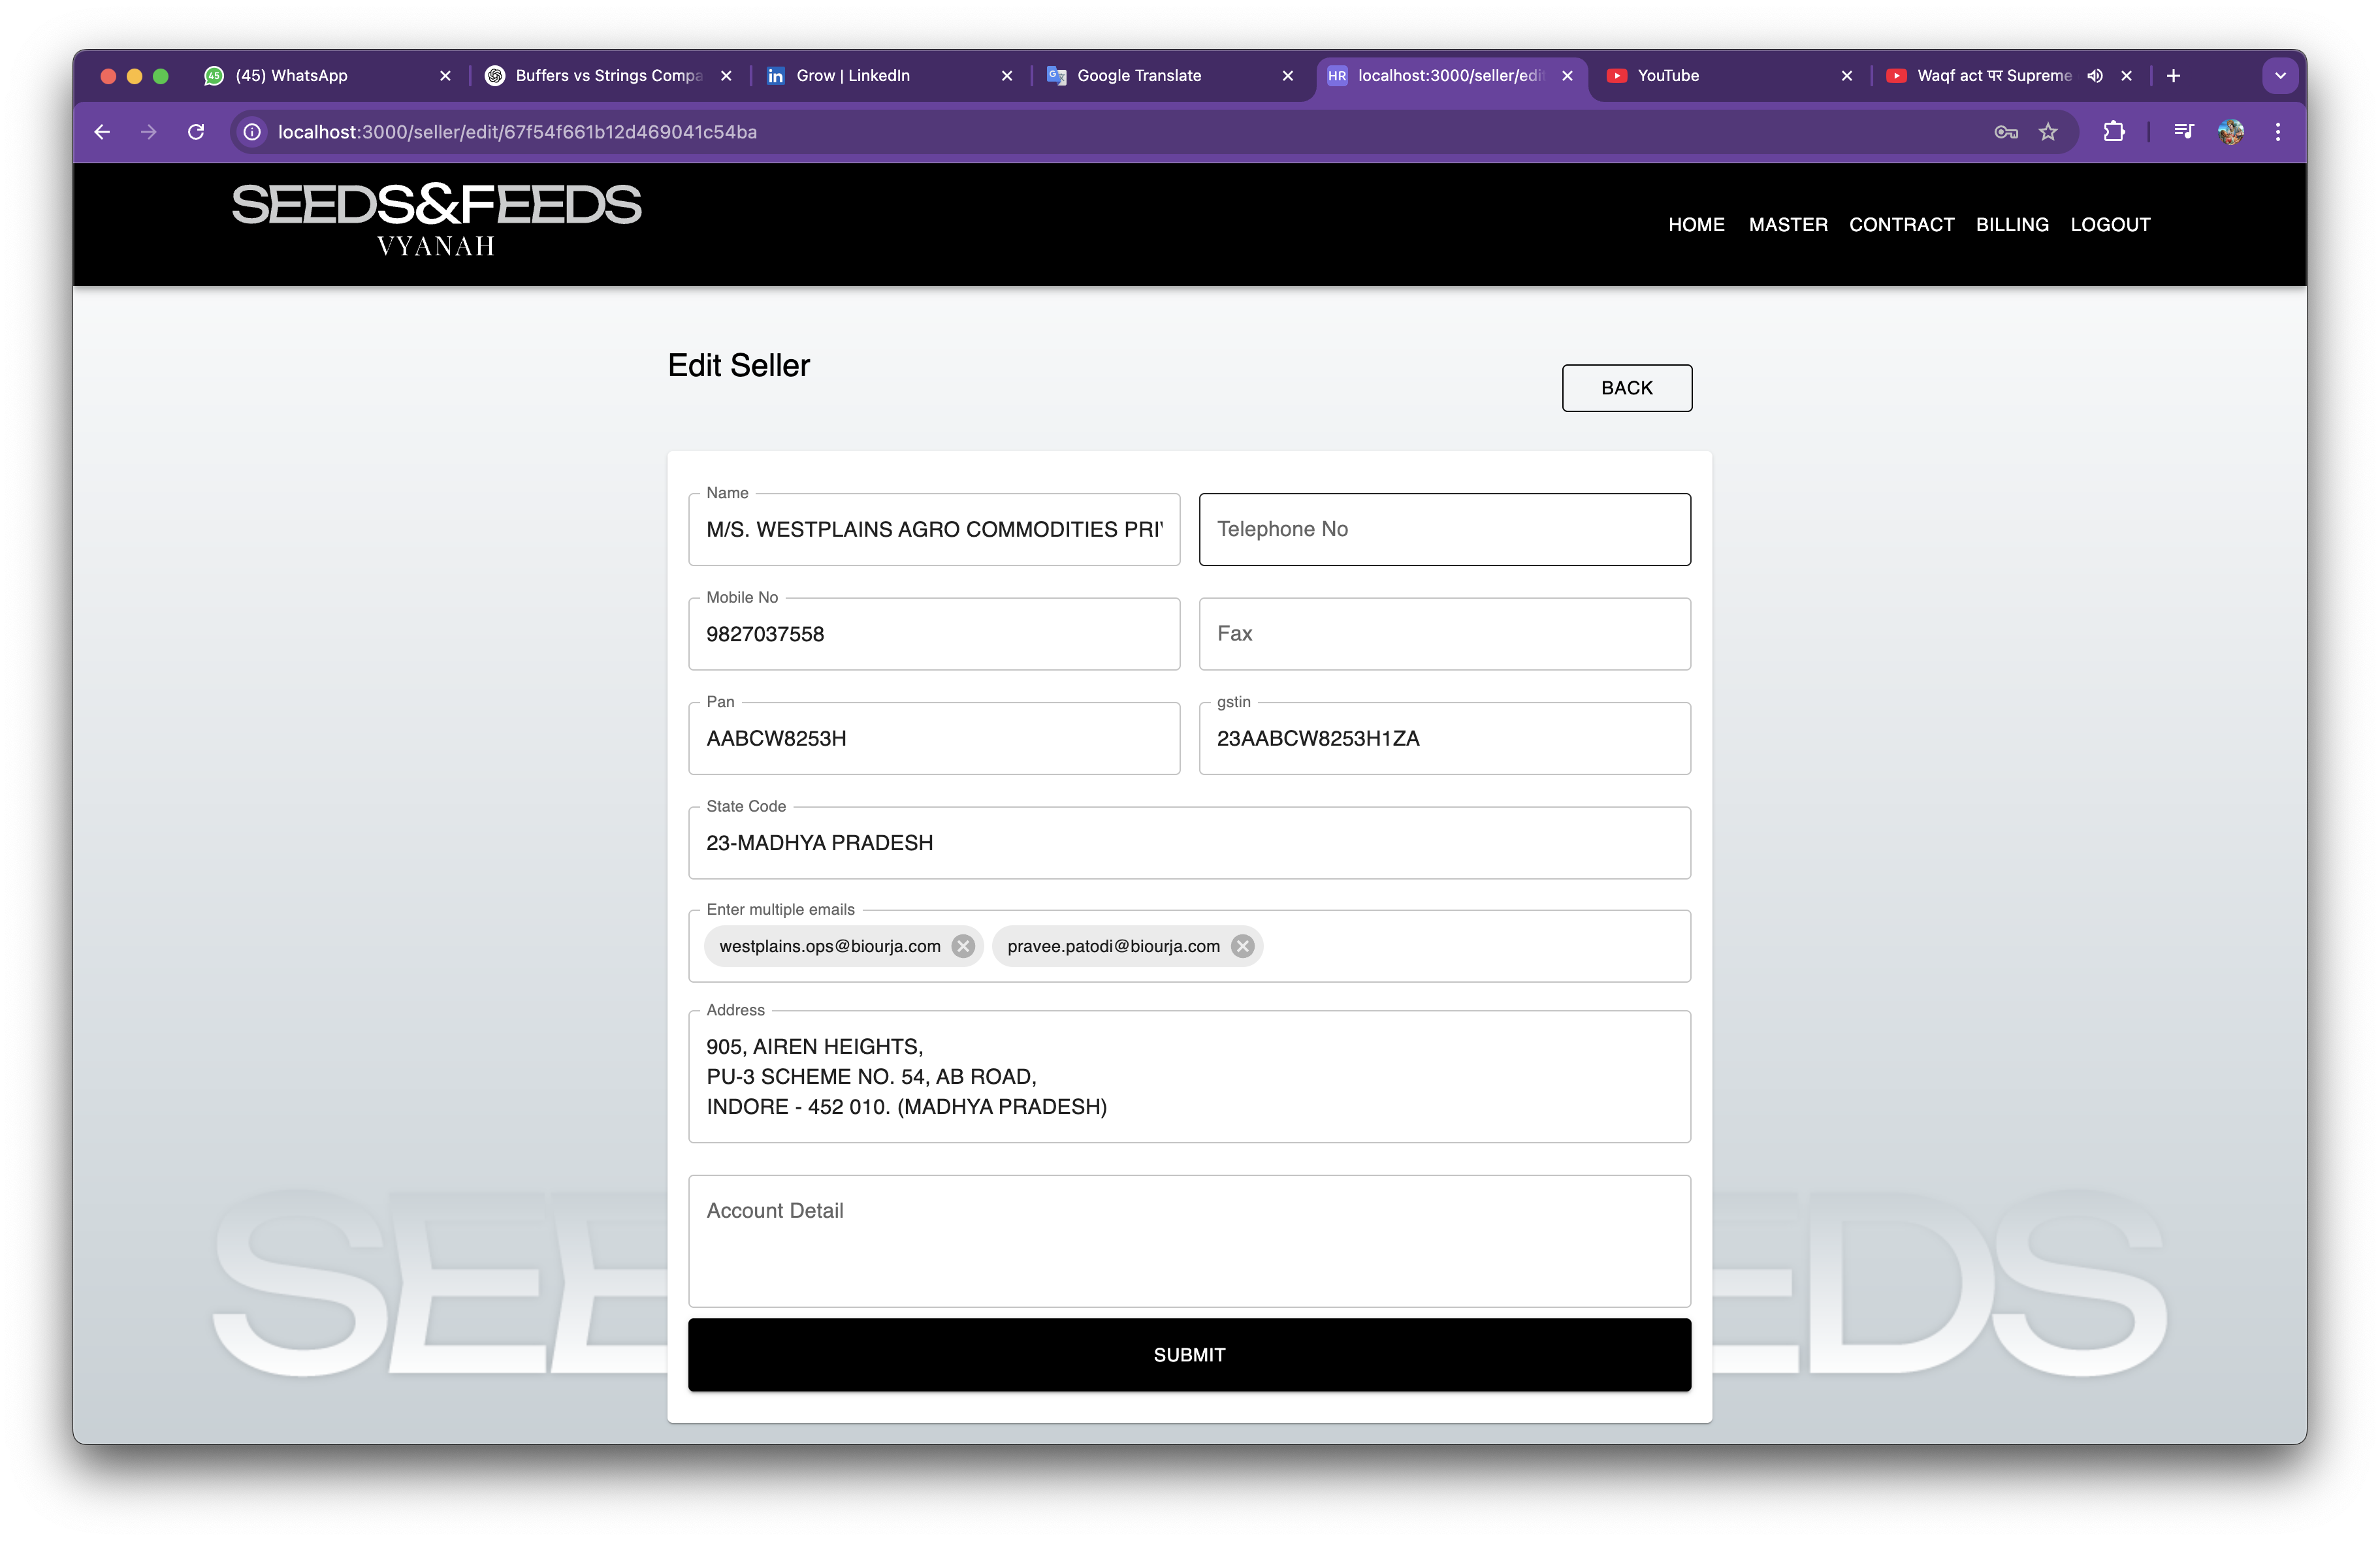 45 (45) WhatsApp
Buffers vs Strings Compa
in Grow | LinkedIn
Google Translate
HR localhost:3000/seller/edit
YouTube
Waqf act पर Supreme
localhost:3000/seller/edit/67f54f661b12d469041c54ba
SEEDS&FEEDS
VYANAH
HOME MASTER CONTRACT BILLING LOGOUT
Edit Seller
BACK
Name
M/S. WESTPLAINS AGRO COMMODITIES PRI
Telephone No
Mobile No
9827037558
Fax
Pan
AABCW8253H
gstin
23AABCW8253H1ZA
State Code
23-MADHYA PRADESH
Enter multiple emails
westplains.ops@biourja.com pravee.patodi@biourja.com
Address
905, AIREN HEIGHTS,
PU-3 SCHEME NO. 54, AB ROAD,
INDORE - 452 010. (MADHYA PRADESH)
Account Detail
SEE EDS
SUBMIT